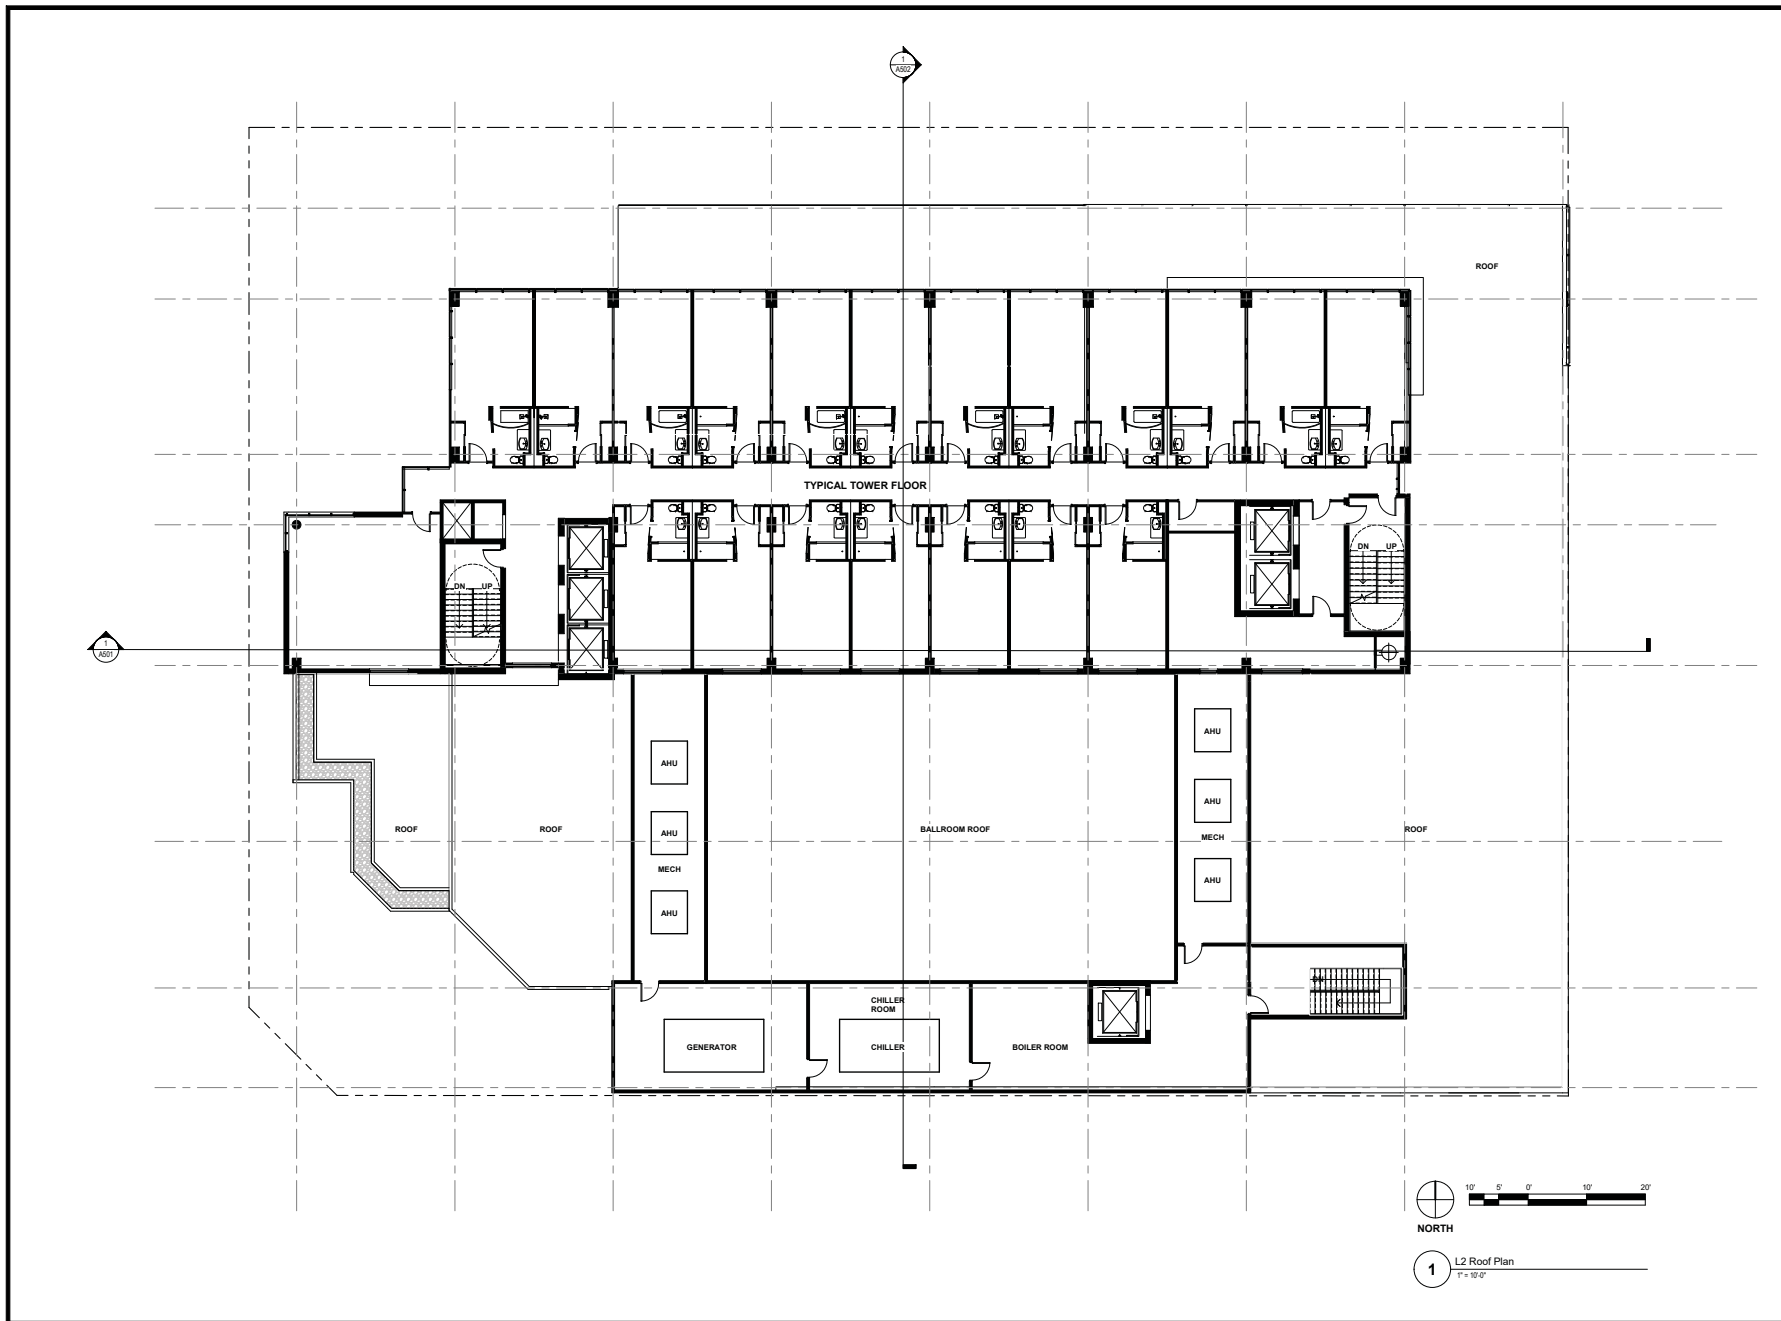 1
A502
ROOF
TYPICAL TOWER FLOOR
DN UP
DN UP
1
A501
AHU
AHU
AHU
AHU
ROOF
ROOF
AHU
BALLROOM ROOF
MECH
ROOF
MECH
AHU
AHU
DN
CHILLER
ROOM
GENERATOR
CHILLER
BOILER ROOM
10' 5' 0' 10' 20'
NORTH
1
L2 Roof Plan
1" = 10'-0"